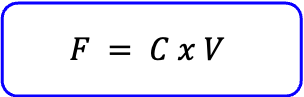 F = C x V